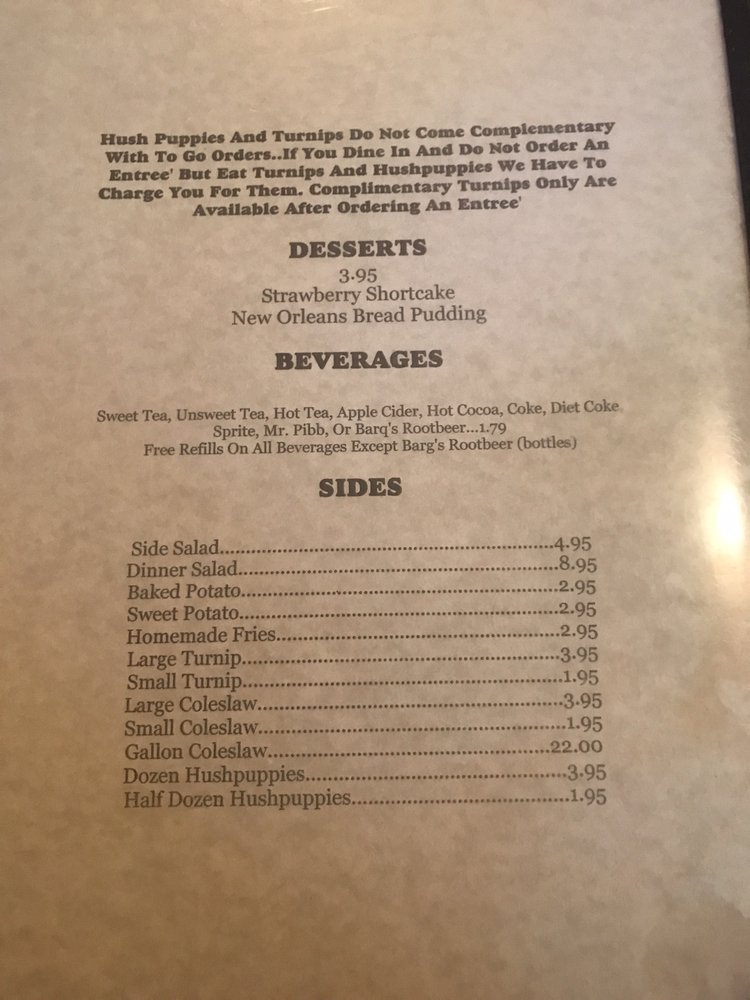 Hush Puppies And Turnips Do Not Come Complementary
With To Go Orders..If You Dine In And Do Not Order An
Entree' But Eat Turnips And Hushpuppies We Have To
Charge You For Them. Complimentary Turnips Only Are
Available After Ordering An Entree'
DESSERTS
3.95
Strawberry Shortcake
New Orleans Bread Pudding
BEVERAGES
Sweet Tea, Unsweet Tea, Hot Tea, Apple Cider, Hot Cocoa, Coke, Diet Coke
Sprite, Mr. Pibb, Or Barq's Rootbeer...1.79
Free Refills On All Beverages Except Barg's Rootbeer (bottles)
SIDES
Side Salad........................................................4.95
Dinner Salad........................................................8.95
Baked Potato........................................................2.95
Sweet Potato........................................................2.95
Homemade Fries........................................................2.95
Large Turnip........................................................3.95
Small Turnip........................................................1.95
Large Coleslaw........................................................3.95
Small Coleslaw........................................................1.95
Gallon Coleslaw........................................................22.00
Dozen Hushpuppies........................................................3.95
Half Dozen Hushpuppies........................................................1.95